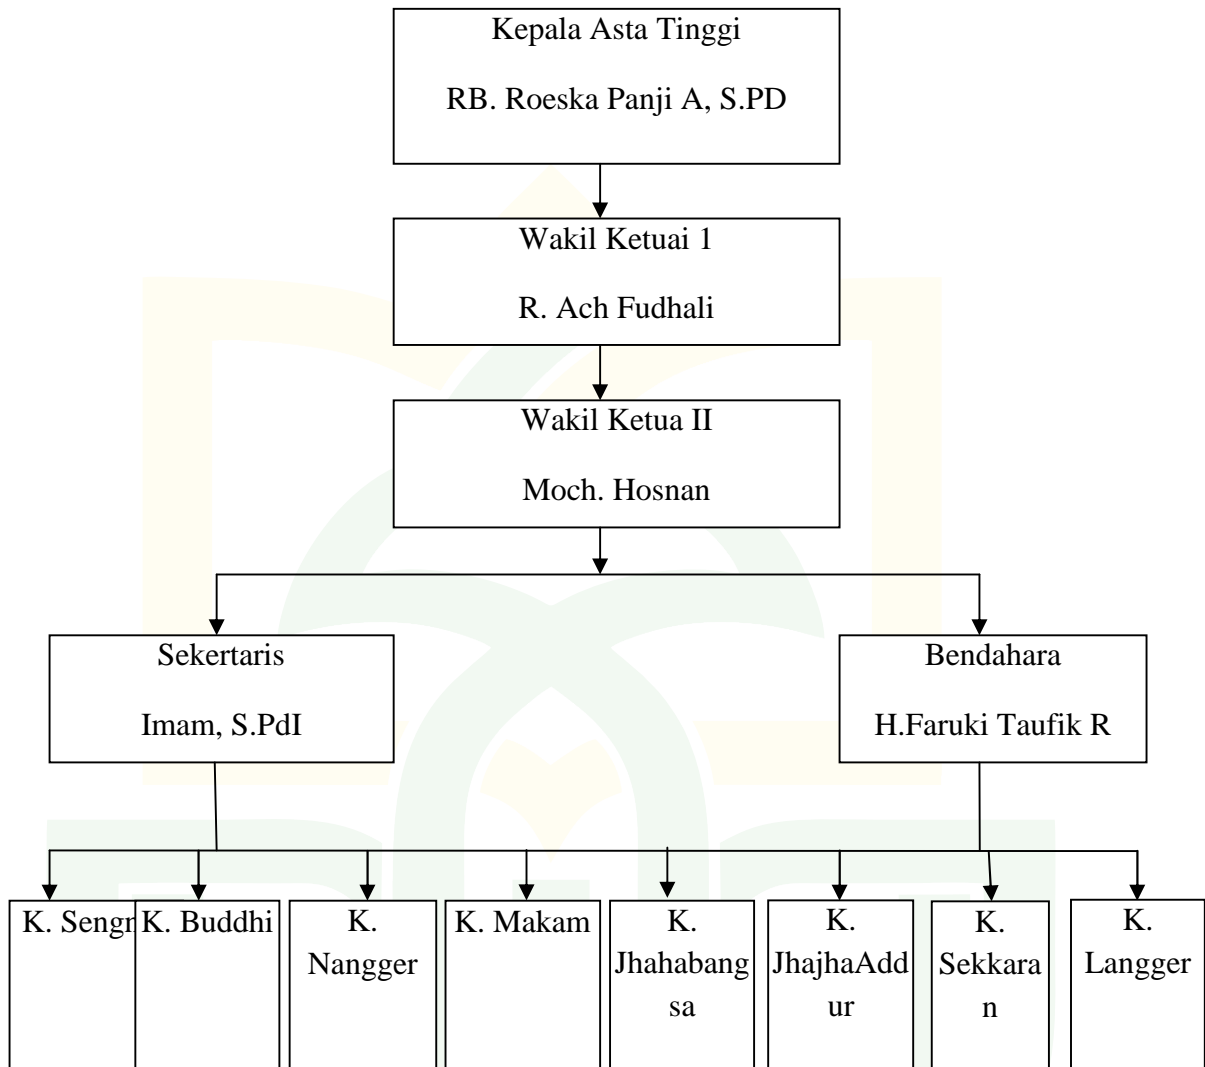 Kepala Asta Tinggi
RB. Roeska Panji A, S.PD
Wakil Ketuai 1
R. Ach Fudhali
Wakil Ketua II
Moch. Hosnan
Sekertaris
Imam, S.PdI
Bendahara
H.Faruki Taufik R
K.
K. Buddhi
K.
Nangger
K. Makam
K.
Jhahabang
sa
K.
JhajhaAdd
ur
K.
Sekkara
n
K.
Langger